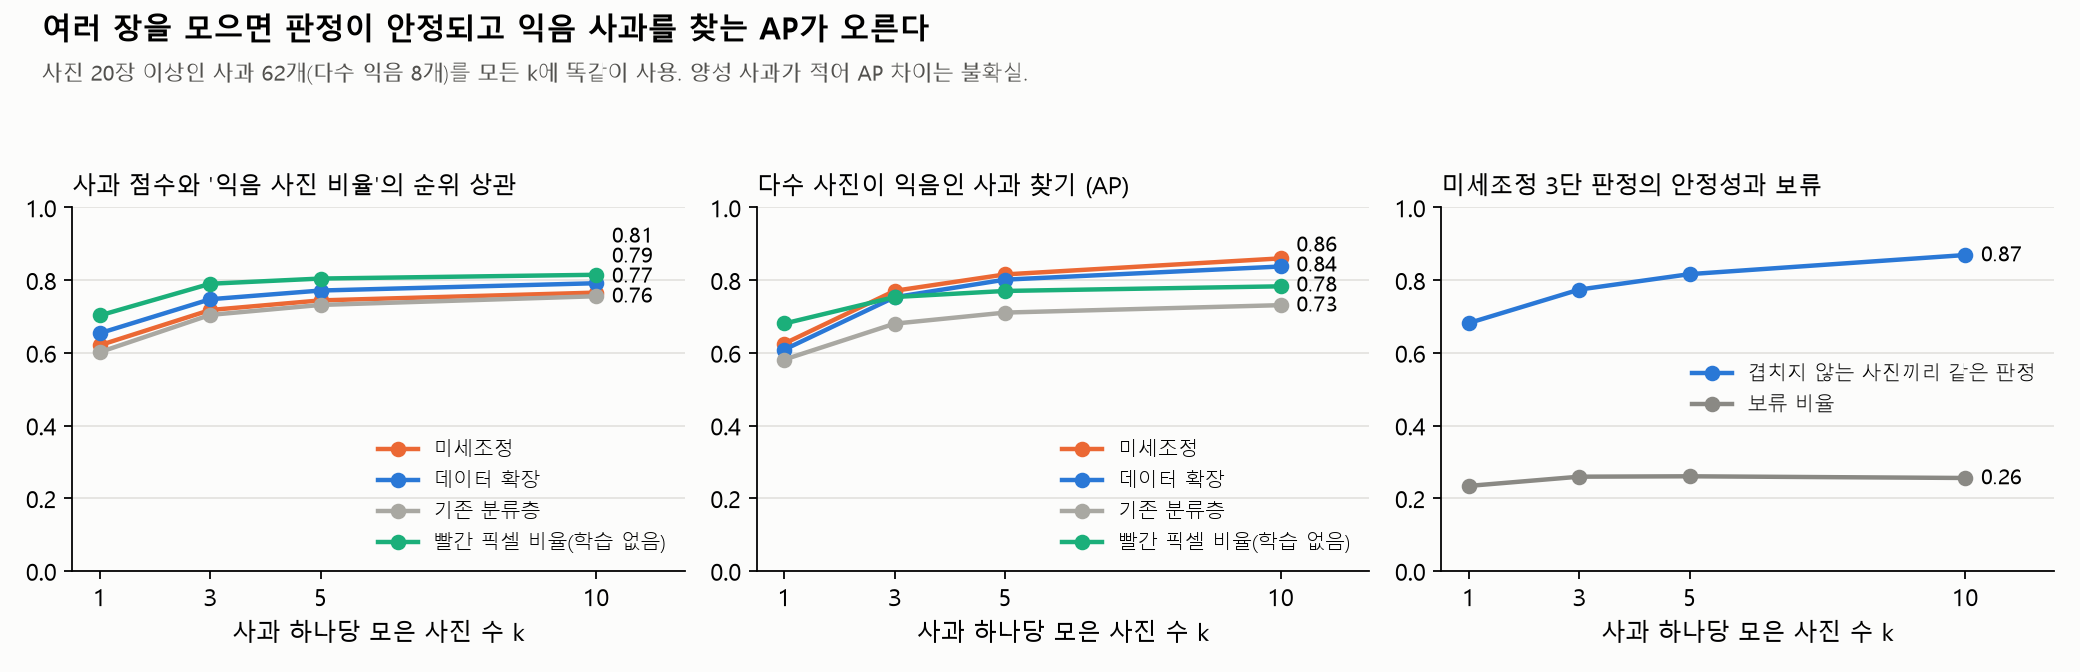 여러 장을 모으면 판정이 안정되고 익음 사과를 찾는 AP가 오른다
사진 20장 이상인 사과 62개(다수 익음 8개)를 모든 k에 똑같이 사용. 양성 사과가 적어 AP 차이는 불확실.
사과 점수와 '익음 사진 비율'의 순위 상관
1.0
0.8
0.6
0.4
0.2
0.0
0.81
0.79
0.77
0.76
미세조정
데이터 확장
기존 분류층
빨간 픽셀 비율(학습 없음)
1 3 5 10
사과 하나당 모은 사진 수 k
다수 사진이 익음인 사과 찾기 (AP)
1.0
0.8
0.6
0.4
0.2
0.0
0.86
0.84
0.78
0.73
미세조정
데이터 확장
기존 분류층
빨간 픽셀 비율(학습 없음)
1 3 5 10
사과 하나당 모은 사진 수 k
미세조정 3단 판정의 안정성과 보류
1.0
0.8
0.6
0.4
0.2
0.0
0.87
겹치지 않는 사진끼리 같은 판정
보류 비율
0.26
1 3 5 10
사과 하나당 모은 사진 수 k